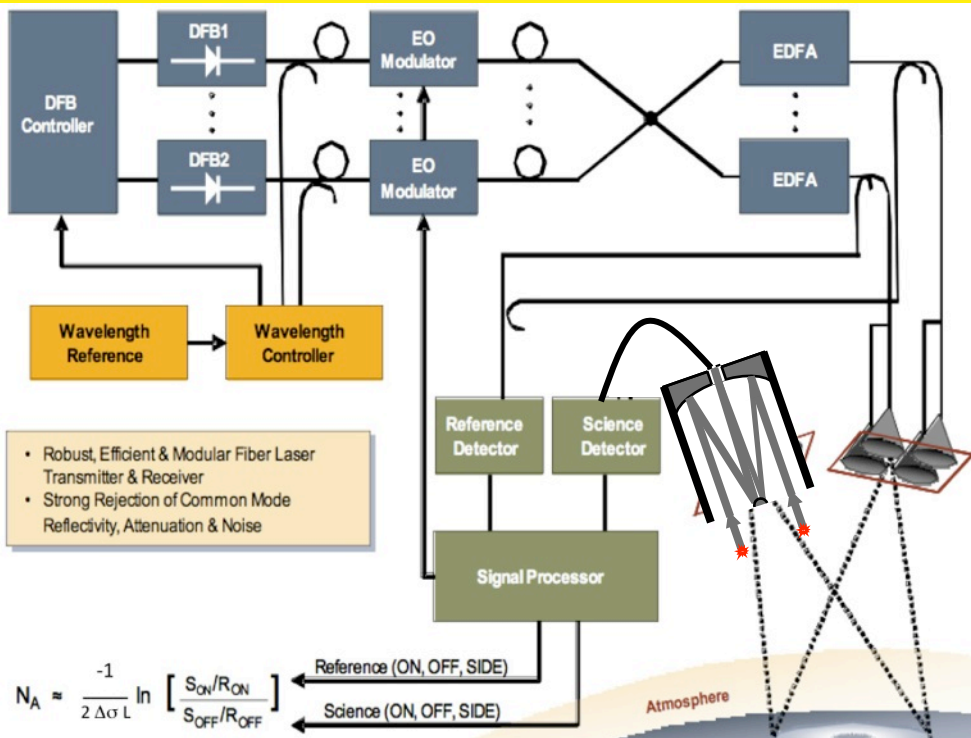 DFB1
EO
Modulator
EDFA
DFB
Controller
DFB2
EO
Modulator
EDFA
Wavelength
Reference
Wavelength
Controller
Reference
Detector
Science
Detector
• Robust, Efficient & Modular Fiber Laser
Transmitter & Receiver
• Strong Rejection of Common Mode
Reflectivity, Attenuation & Noise
Signal Processor
Reference (ON, OFF, SIDE)
N_A ≈ -1 / 2 Δσ L ln [ S_ON/R_ON / S_OFF/R_OFF ]
Science (ON, OFF, SIDE)
Atmosphere